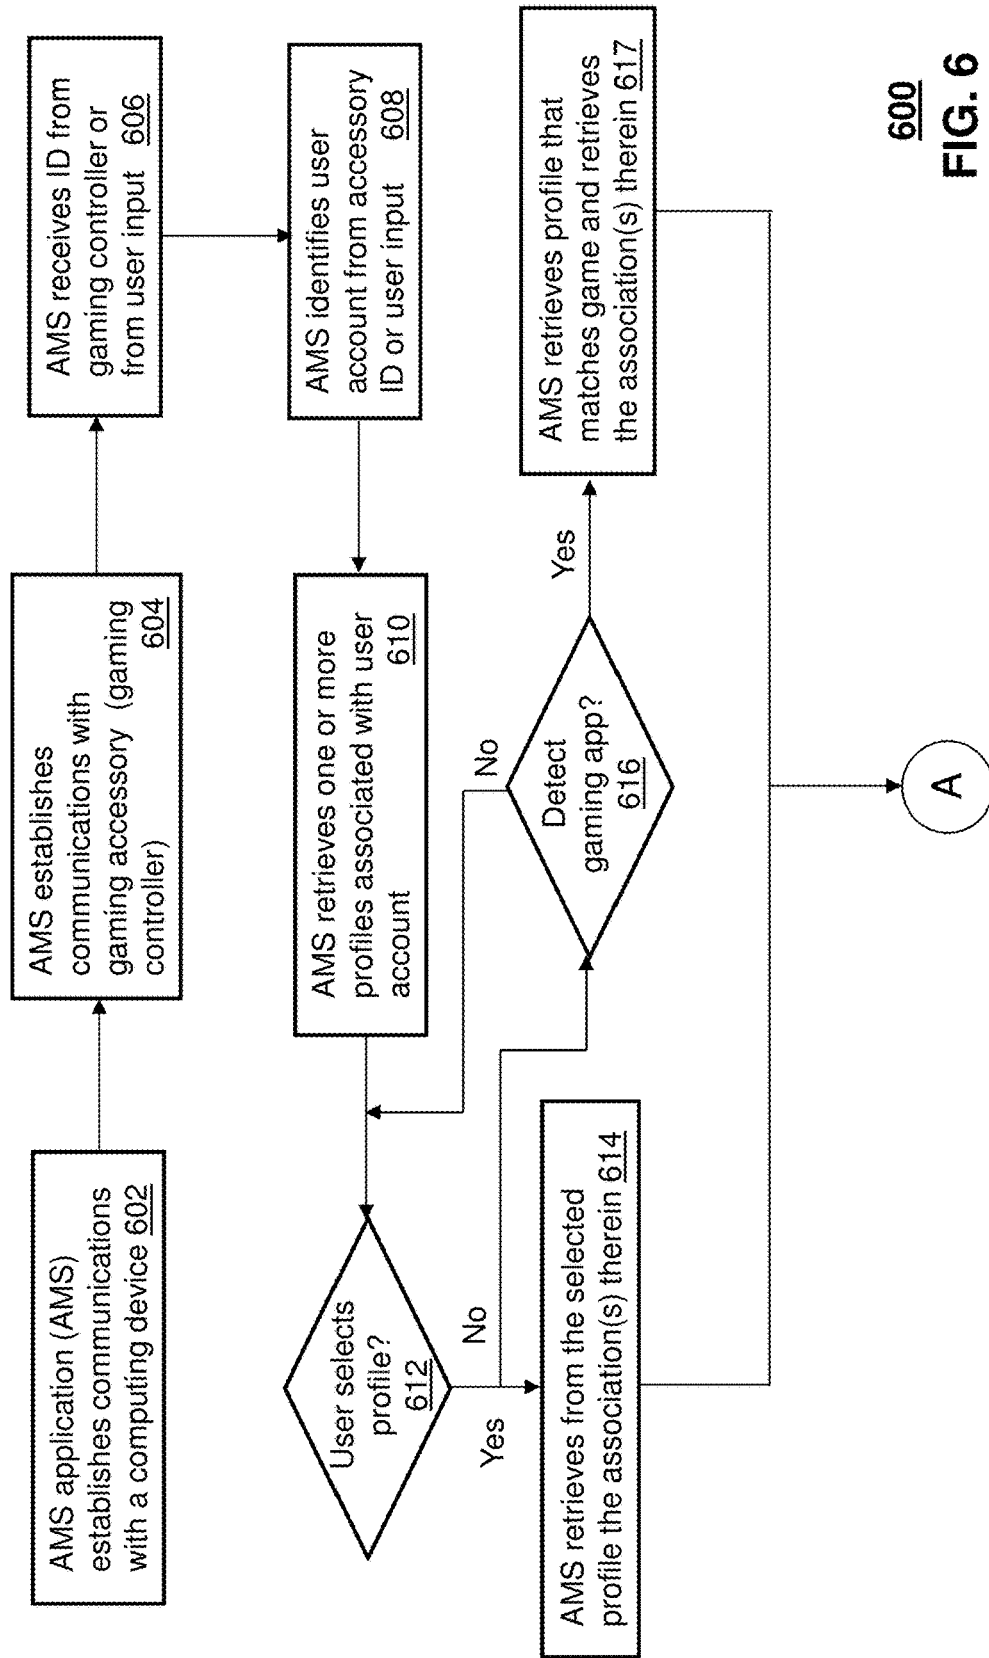 AMS application (AMS)
establishes communications
with a computing device 602
AMS establishes
communications with
gaming accessory (gaming
controller) 604
AMS receives ID from
gaming controller or
from user input 606
AMS identifies user
account from accessory
ID or user input 608
AMS retrieves one or more
profiles associated with user
account 610
User selects
profile?
612
No
Yes
AMS retrieves from the selected
profile the association(s) therein 614
Detect
gaming app?
616
No
Yes
AMS retrieves profile that
matches game and retrieves
the association(s) therein 617
A
600
FIG. 6